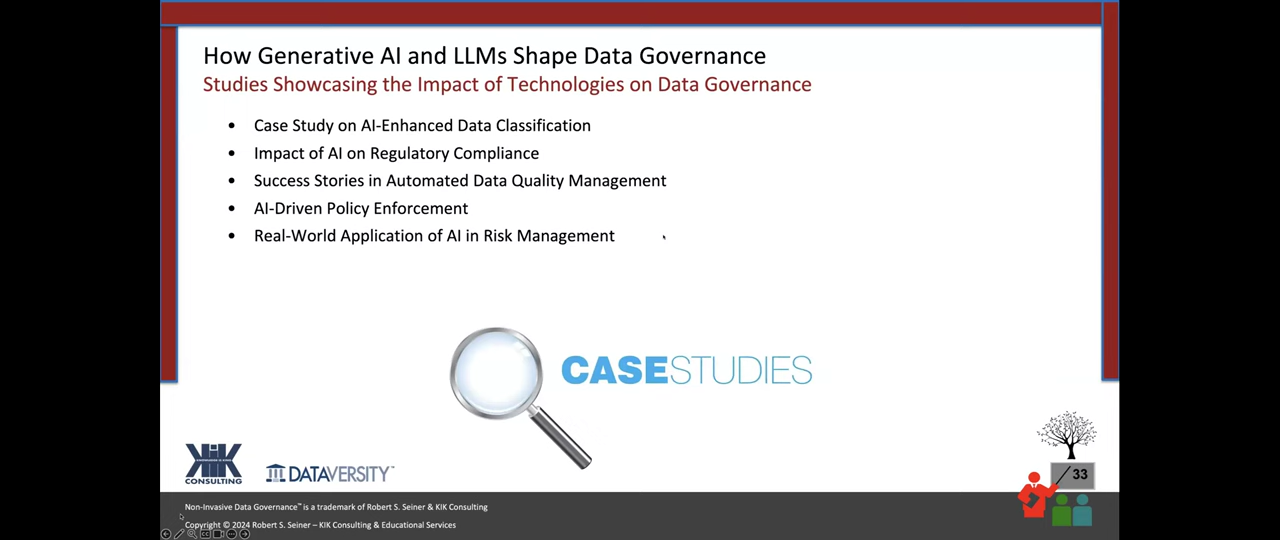 How Generative AI and LLMs Shape Data Governance
Studies Showcasing the Impact of Technologies on Data Governance
• Case Study on AI-Enhanced Data Classification
• Impact of AI on Regulatory Compliance
• Success Stories in Automated Data Quality Management
• AI-Driven Policy Enforcement
• Real-World Application of AI in Risk Management
CASESTUDIES
KIK
CONSULTING
DATAVERSITY™
33
Non-Invasive Data Governance™ is a trademark of Robert S. Seiner & KIK Consulting
Copyright © 2024 Robert S. Seiner – KIK Consulting & Educational Services